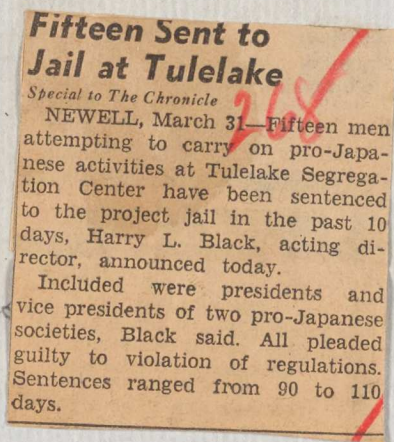 Fifteen Sent to
Jail at Tulelake
Special to The Chronicle
268
NEWELL, March 31—Fifteen men
attempting to carry on pro-Japa-
nese activities at Tulelake Segrega-
tion Center have been sentenced
to the project jail in the past 10
days, Harry L. Black, acting di-
rector, announced today.
Included were presidents and
vice presidents of two pro-Japanese
societies, Black said. All pleaded
guilty to violation of regulations.
Sentences ranged from 90 to 110
days.